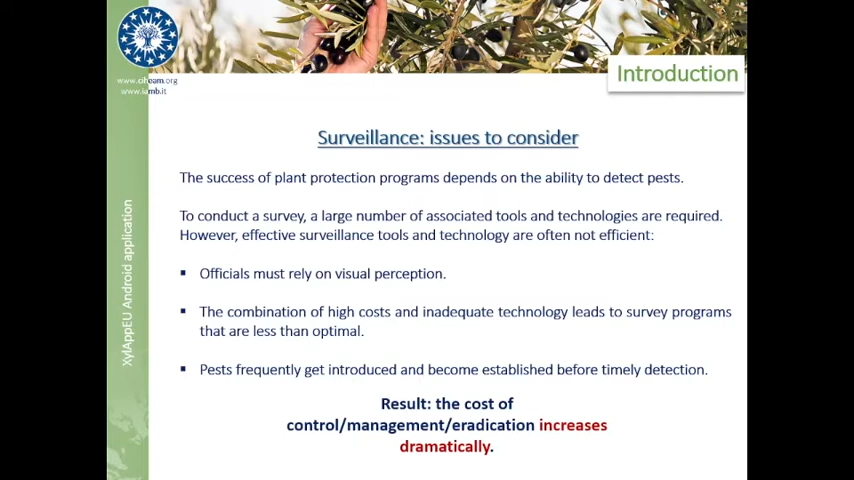 www.ciheam.org
www.iamb.it
Introduction
XylAppEU Android application
Surveillance: issues to consider
The success of plant protection programs depends on the ability to detect pests.
To conduct a survey, a large number of associated tools and technologies are required.
However, effective surveillance tools and technology are often not efficient:
▪ Officials must rely on visual perception.
▪ The combination of high costs and inadequate technology leads to survey programs
that are less than optimal.
▪ Pests frequently get introduced and become established before timely detection.
Result: the cost of
control/management/eradication increases
dramatically.